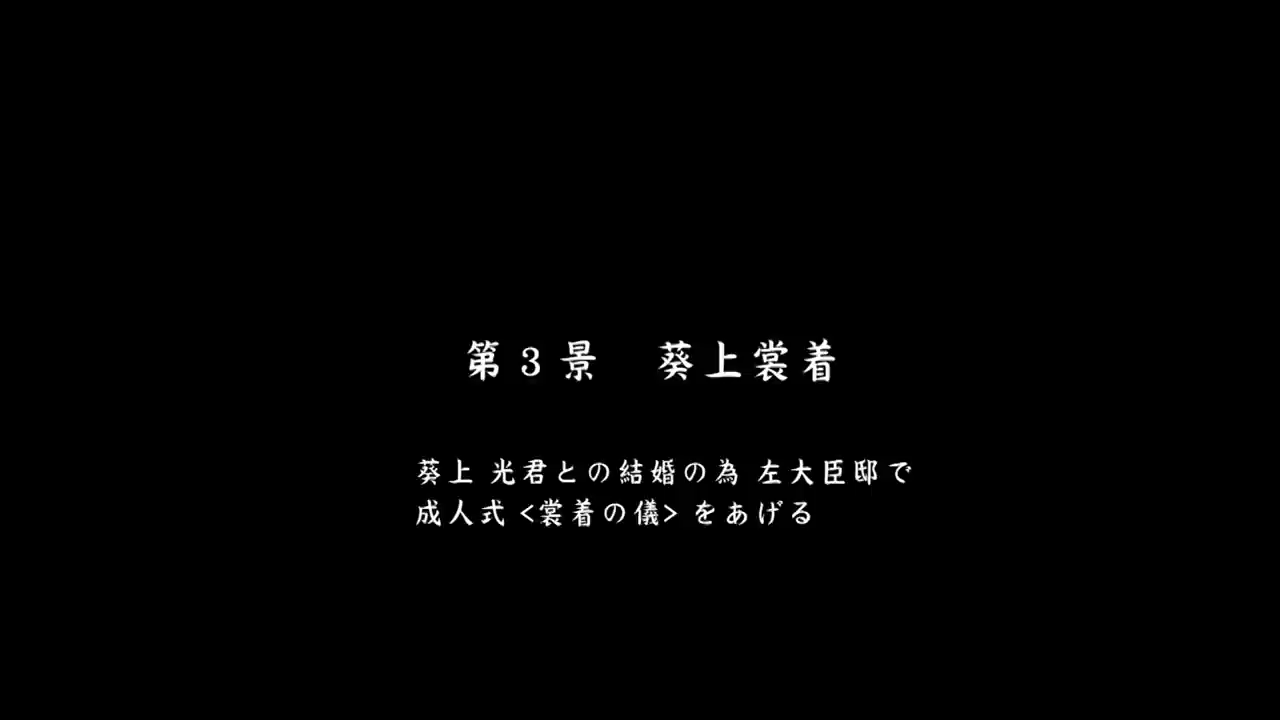 第3景　葵上裳着
葵上 光君との結婚の為 左大臣邸で
成人式 <裳着の儀> をあげる